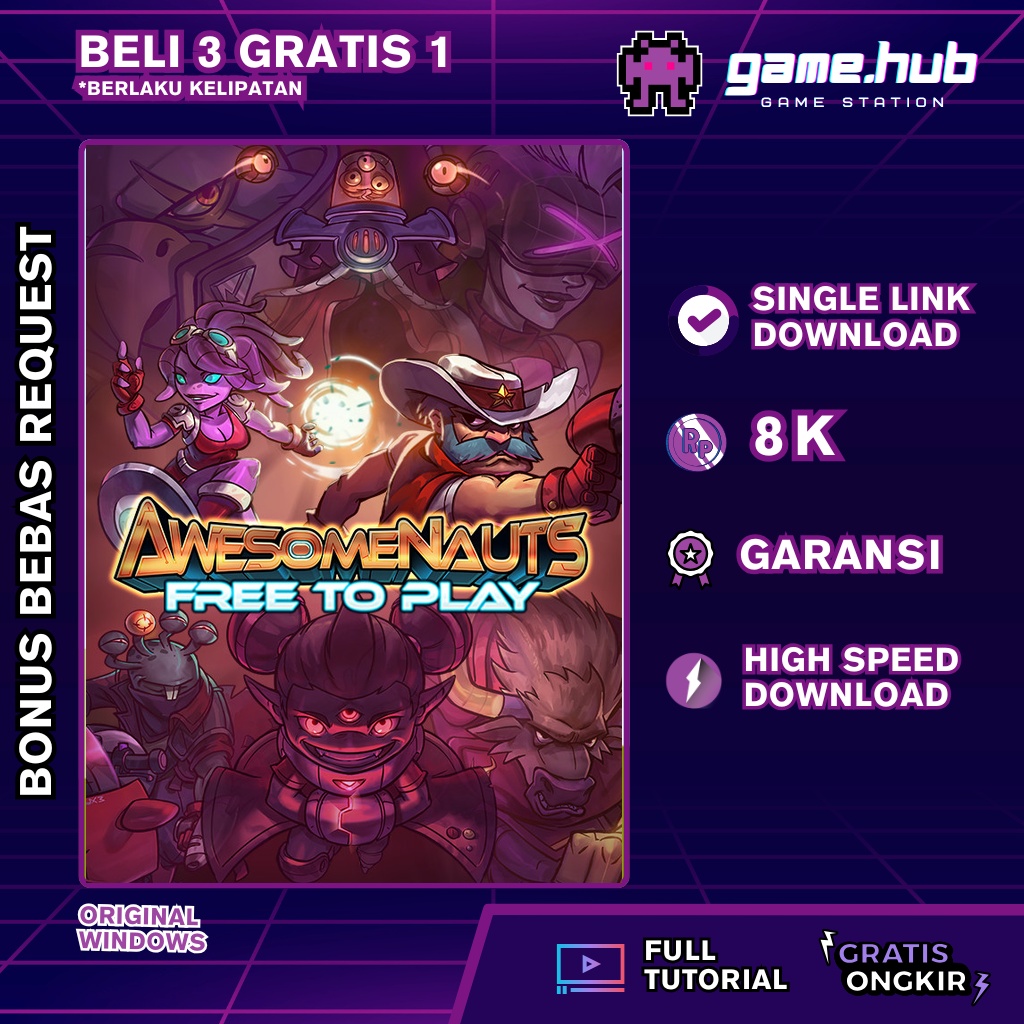 BELI 3 GRATIS 1
*BERLAKU KELIPATAN
game.hub
GAME STATION
BONUS BEBAS REQUEST
SINGLE LINK
DOWNLOAD
RP
8K
GARANSI
HIGH SPEED
DOWNLOAD
AWESOMENAUTS
FREE TO PLAY
ORIGINAL
WINDOWS
FULL
TUTORIAL
GRATIS
ONGKIR